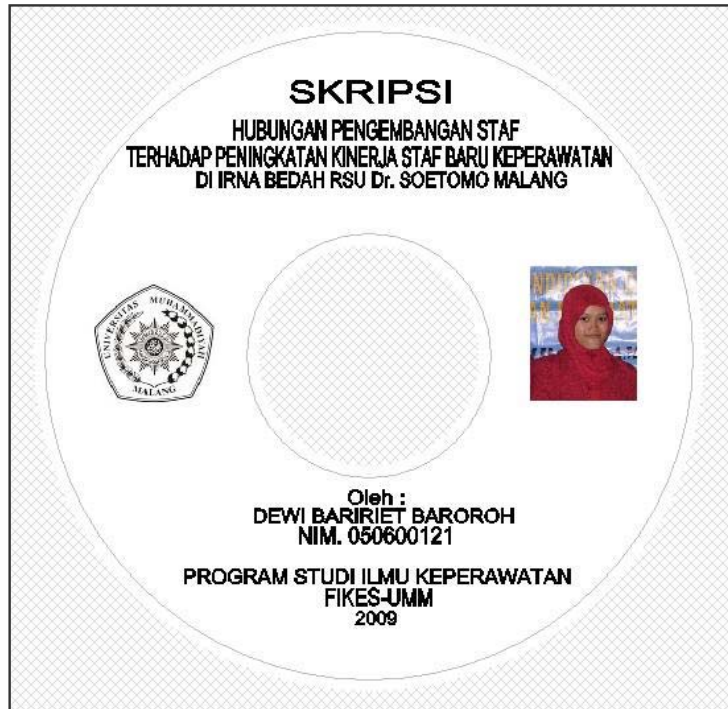 SKRIPSI
HUBUNGAN PENGEMBANGAN STAF
TERHADAP PENINGKATAN KINERJA STAF BARU KEPERAWATAN
DI IRNA BEDAH RSU Dr. SOETOMO MALANG
UNIVERSITAS MUHAMMADIYAH
MALANG
Oleh :
DEWI BARIRIET BAROROH
NIM. 050600121
PROGRAM STUDI ILMU KEPERAWATAN
FIKES-UMM
2009